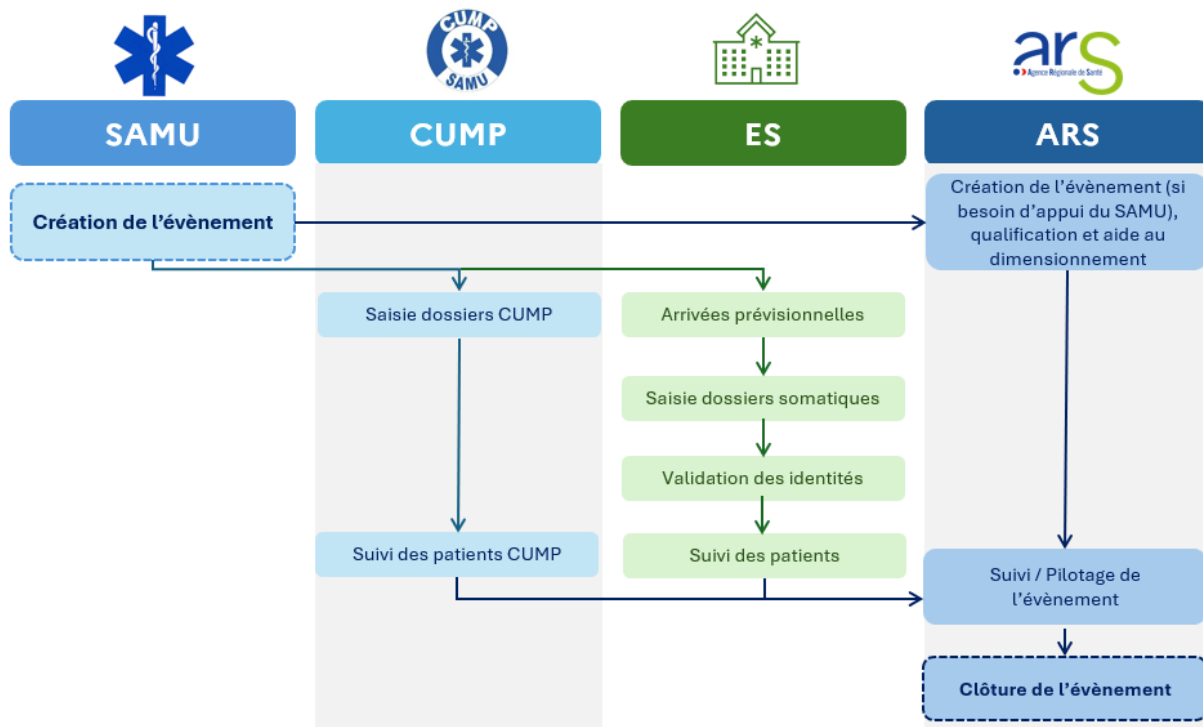 CUMP
SAMU
ars
Agence Régionale de Santé
SAMU
CUMP
ES
ARS
Création de l’évènement
Création de l’évènement (si
besoin d’appui du SAMU),
qualification et aide au
dimensionnement
Saisie dossiers CUMP
Arrivées prévisionnelles
Saisie dossiers somatiques
Validation des identités
Suivi des patients CUMP
Suivi des patients
Suivi / Pilotage de
l’évènement
Clôture de l’évènement